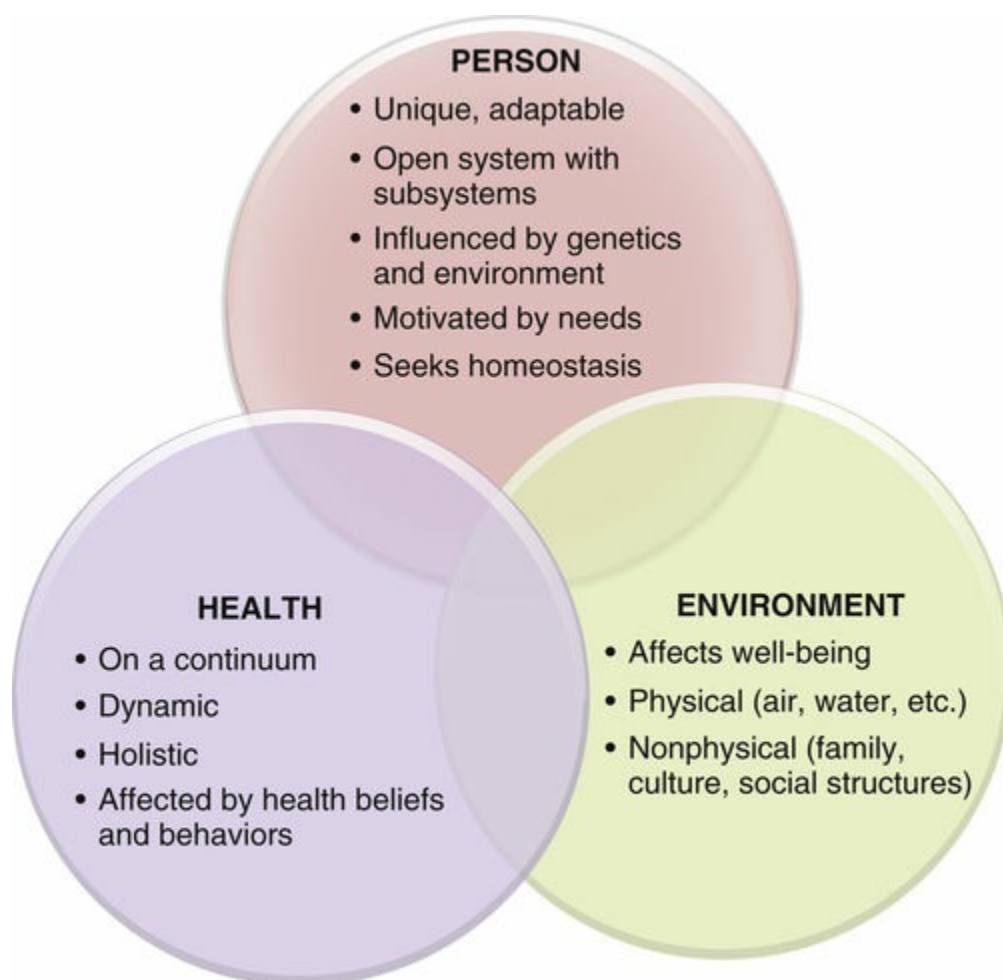 PERSON
• Unique, adaptable
• Open system with
subsystems
• Influenced by genetics
and environment
• Motivated by needs
• Seeks homeostasis
HEALTH
• On a continuum
• Dynamic
• Holistic
• Affected by health beliefs
and behaviors
ENVIRONMENT
• Affects well-being
• Physical (air, water, etc.)
• Nonphysical (family,
culture, social structures)